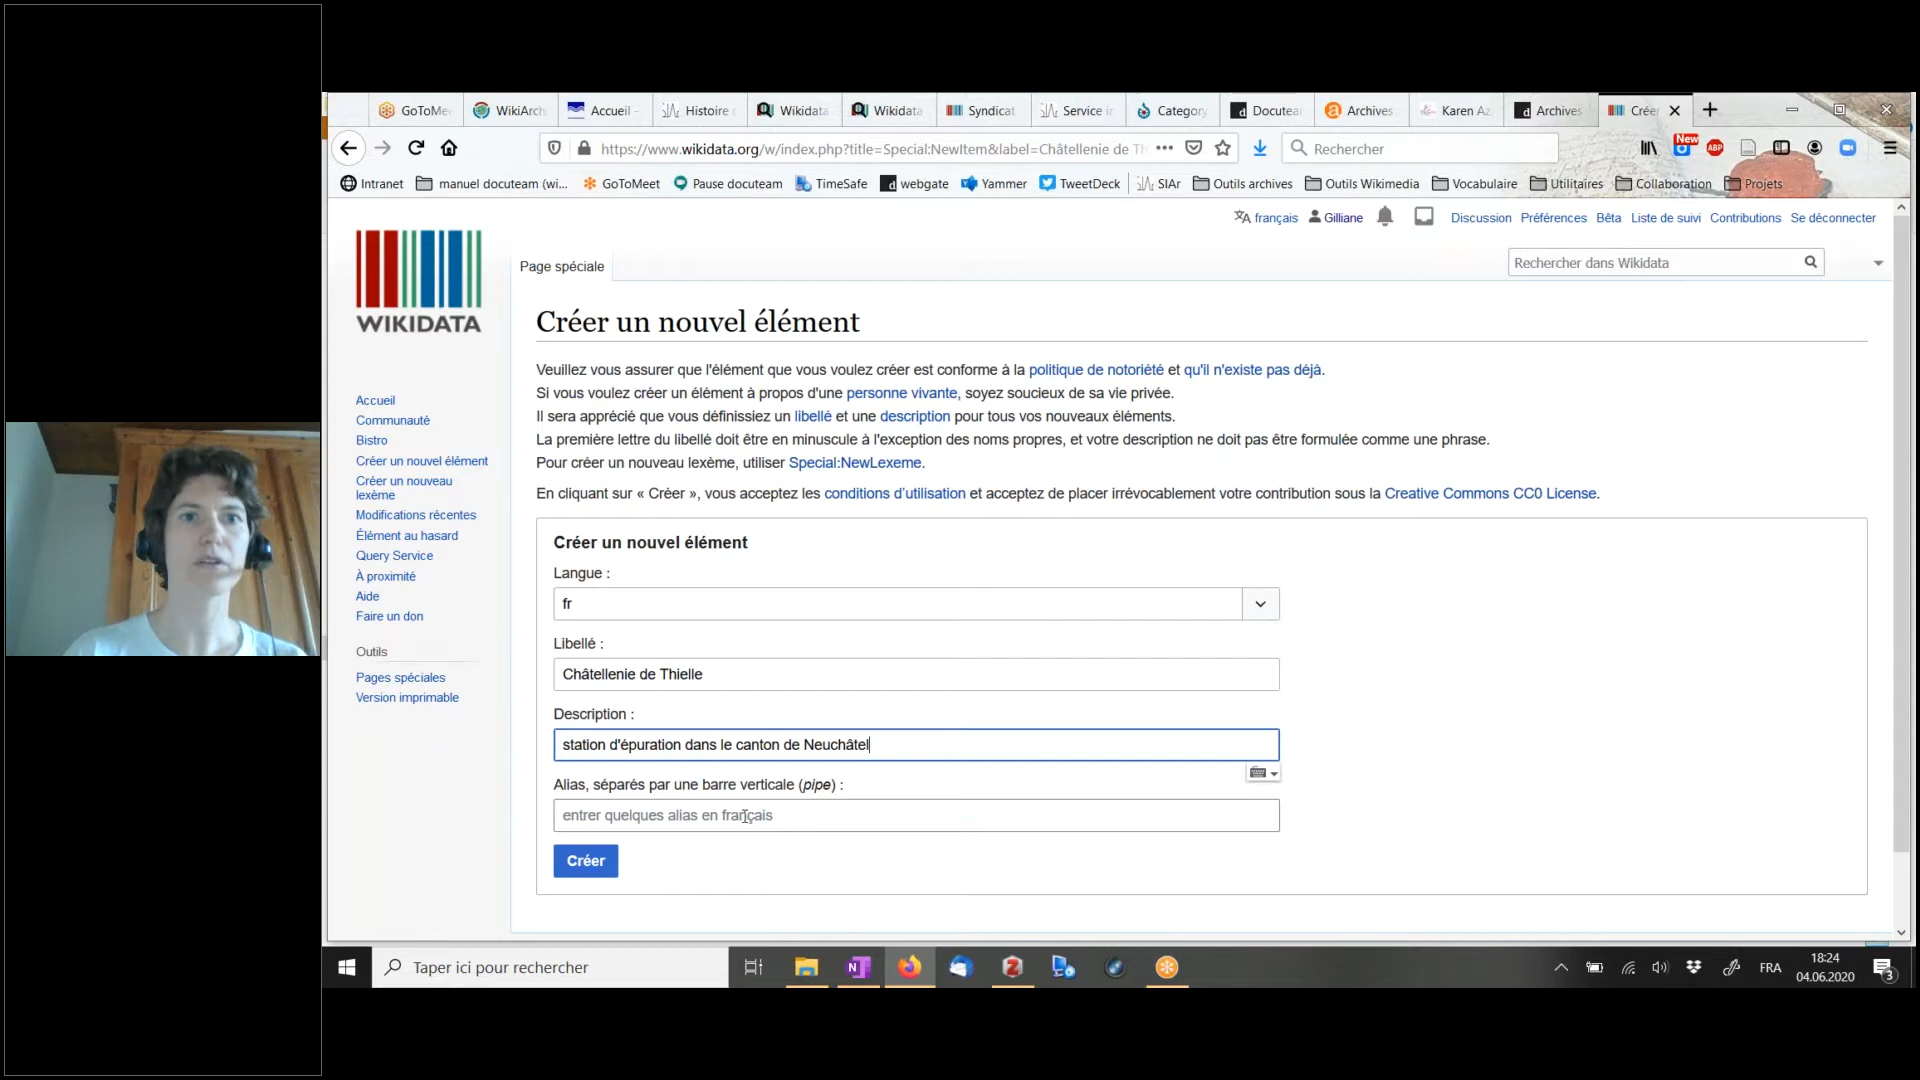 GoToMe
WikiArch
Accueil -
Histoire
Wikidata
Wikidata
Syndicat
Service in
Category
Docutea
Archives
Karen Az
Archives
Créer
https://www.wikidata.org/w/index.php?title=Special:NewItem&label=Châtellenie de Th
Rechercher
New
ABP
Intranet
manuel docuteam (wi...
GoToMeet
Pause docuteam
TimeSafe
webgate
Yammer
TweetDeck
SIAr
Outils archives
Outils Wikimedia
Vocabulaire
Utilitaires
Collaboration
Projets
français
Gilliane
Discussion
Préférences
Bêta
Liste de suivi
Contributions
Se déconnecter
WIKIDATA
Page spéciale
Rechercher dans Wikidata
Créer un nouvel élément
Veuillez vous assurer que l'élément que vous voulez créer est conforme à la politique de notoriété et qu'il n'existe pas déjà.
Si vous voulez créer un élément à propos d'une personne vivante, soyez soucieux de sa vie privée.
Il sera apprécié que vous définissiez un libellé et une description pour tous vos nouveaux éléments.
La première lettre du libellé doit être en minuscule à l'exception des noms propres, et votre description ne doit pas être formulée comme une phrase.
Pour créer un nouveau lexème, utiliser Special:NewLexeme.
En cliquant sur « Créer », vous acceptez les conditions d'utilisation et acceptez de placer irrévocablement votre contribution sous la Creative Commons CC0 License.
Accueil
Communauté
Bistro
Créer un nouvel élément
Créer un nouveau
lexème
Modifications récentes
Élément au hasard
Query Service
À proximité
Aide
Faire un don
Outils
Pages spéciales
Version imprimable
Créer un nouvel élément
Langue :
fr
Libellé :
Châtellenie de Thielle
Description :
station d'épuration dans le canton de Neuchâtel
Alias, séparés par une barre verticale (pipe) :
entrer quelques alias en français
Créer
Taper ici pour rechercher
FRA
18:24
04.06.2020
3